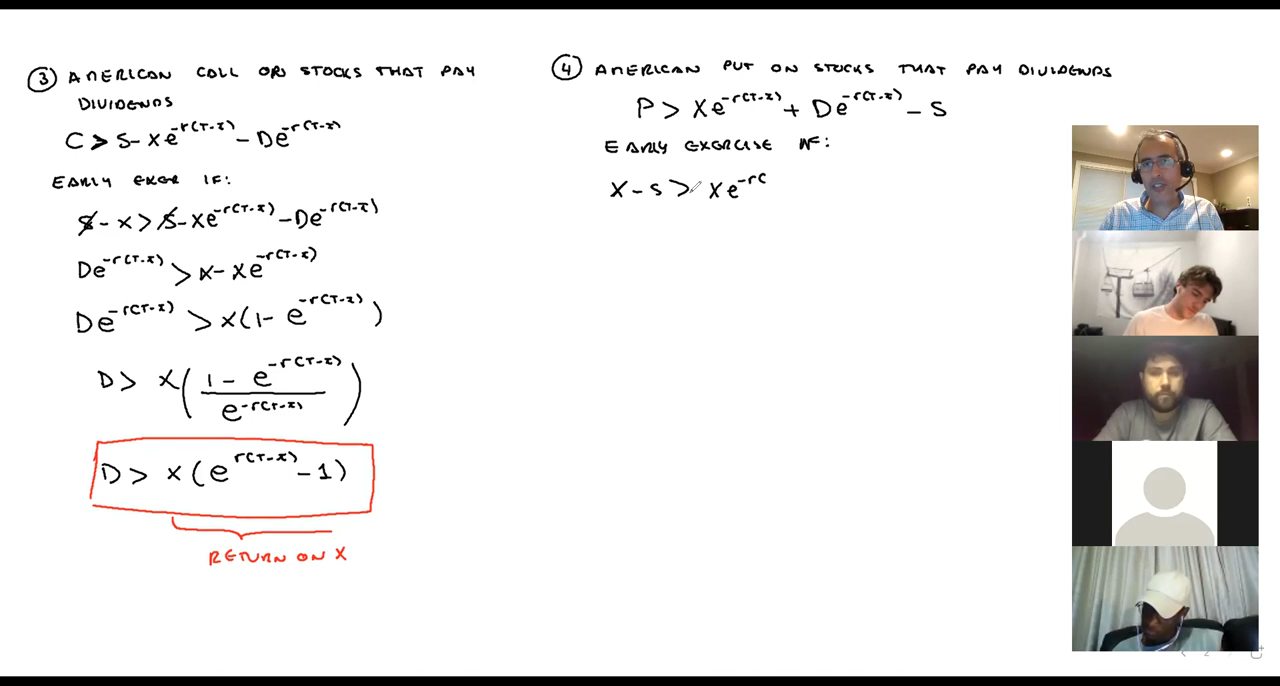 ③ AMERICAN CALL ON STOCKS THAT PAY
DIVIDENDS
C > S - Xe^-r(T-t) - De^-r(T-t)
EARLY EXER IF:
S - X > S - Xe^-r(T-t) - De^-r(T-t)
De^-r(T-t) > X - Xe^-r(T-t)
De^-r(T-t) > X(1 - e^-r(T-t))
D > X((1 - e^-r(T-t)) / e^-r(T-t))
D > X(e^r(T-t) - 1)
RETURN ON X
④ AMERICAN PUT ON STOCKS THAT PAY DIVIDENDS
P > Xe^-r(T-t) + De^-r(T-t) - S
EARLY EXERCISE IF:
X - S > Xe^-r(
2